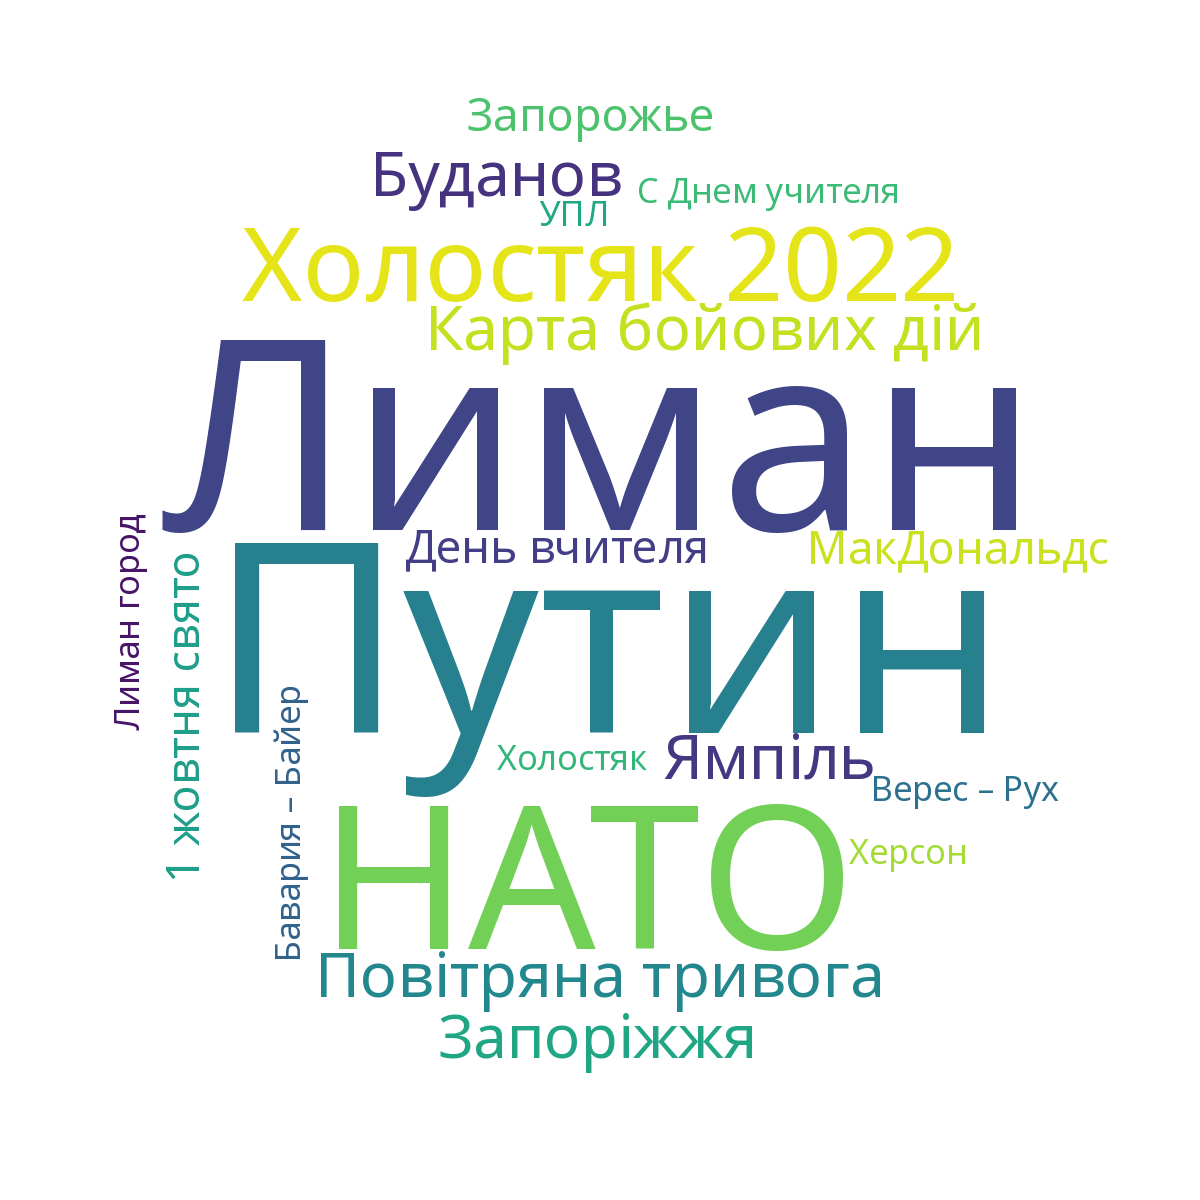 Запорожье
Буданов
С Днем учителя
УПЛ
Холостяк 2022
Карта бойових дій
Лиман
День вчителя
МакДональдс
Лиман город
1 жовтня свято
Путин
Бавария – Байер
Холостяк
Ямпіль
Верес – Рух
НАТО
Херсон
Повітряна тривога
Запоріжжя